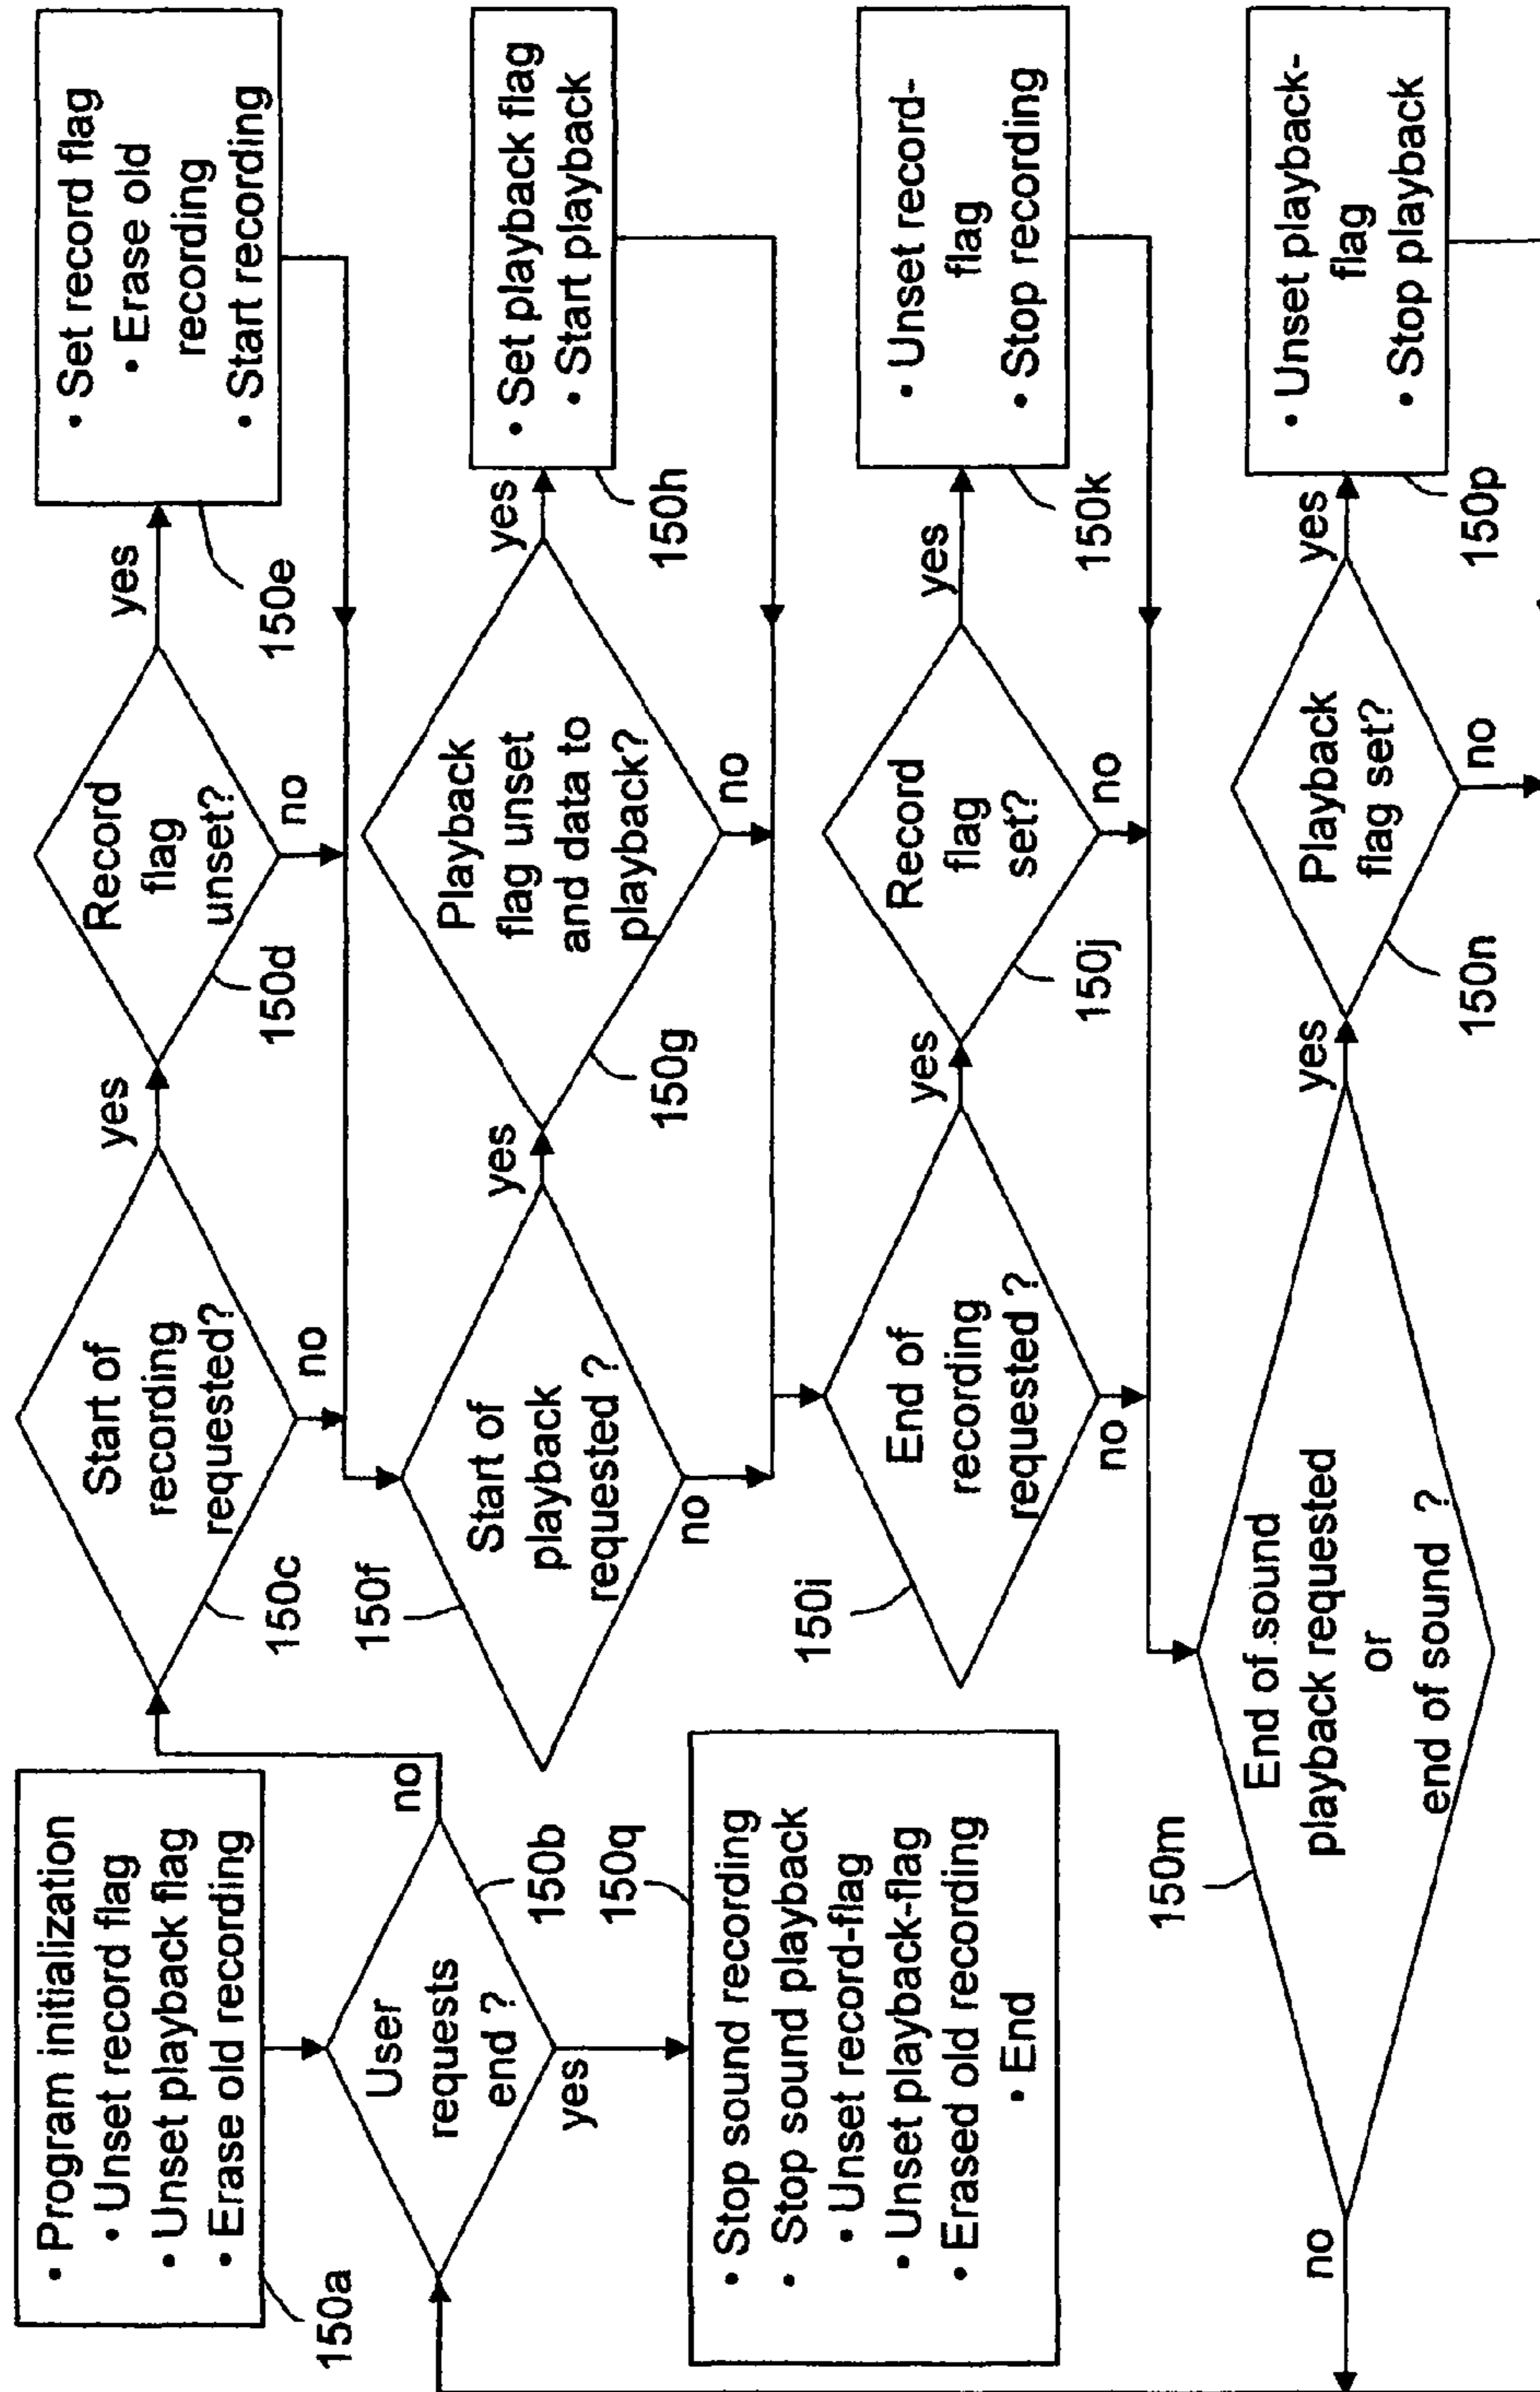 • Program initialization
• Unset record flag
• Unset playback flag
• Erase old recording
150a
User
requests
end ?
no
yes
150b
150q
• Stop sound recording
• Stop sound playback
• Unset record-flag
• Unset playback-flag
• Erased old recording
• End
Start of
recording
requested?
yes
no
150c
Record
flag
unset?
yes
no
150d
• Set record flag
• Erase old
recording
• Start recording
150e
150f
Start of
playback
requested ?
yes
no
Playback
flag unset
and data to
playback?
yes
no
150g
• Set playback flag
• Start playback
150h
150i
End of
recording
requested ?
yes
no
Record
flag
set?
yes
no
150j
• Unset record-
flag
• Stop recording
150k
150m
End of sound
playback requested
or
end of sound ?
no
yes
Playback
flag set?
yes
no
150n
• Unset playback-
flag
• Stop playback
150p